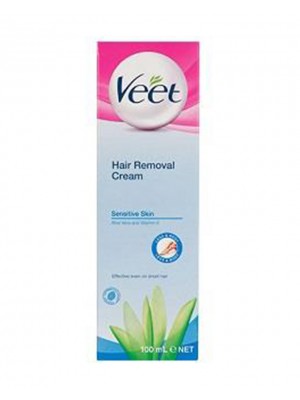 Veet
Hair Removal
Cream
Sensitive Skin
Aloe Vera and Vitamin E
Effective even on short hair
100 mL e NET